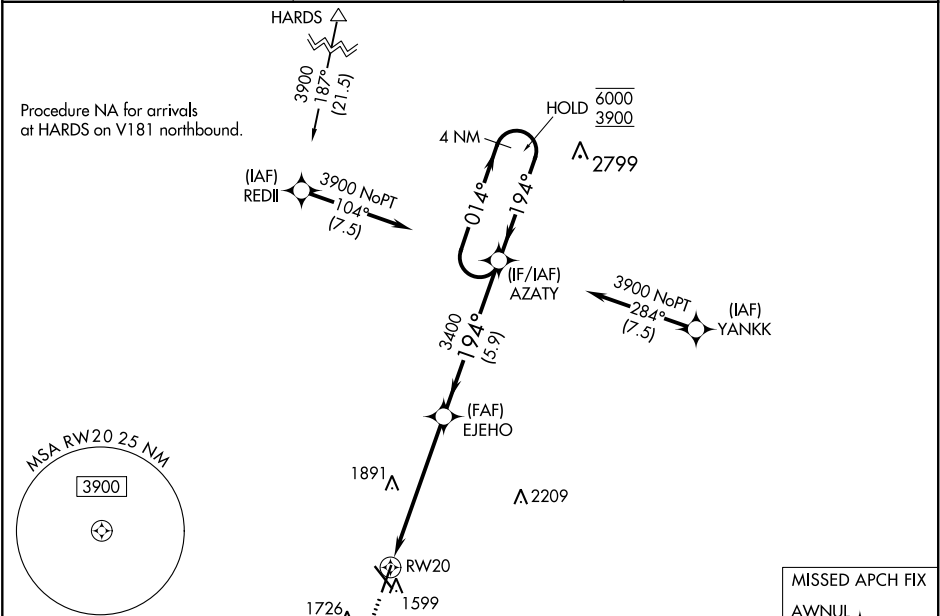 HARDS
3900
187°
(21.5)
Procedure NA for arrivals
at HARDS on V181 northbound.
HOLD
6000
3900
4 NM
2799
(IAF)
REDII
3900 NoPT
104°
(7.5)
014°
194°
(IF/IAF)
AZATY
3900 NoPT
284°
(7.5)
(IAF)
YANKK
3400
194°
(5.9)
(FAF)
EJEHO
MSA RW20 25 NM
3900
1891
2209
RW20
1599
1726
MISSED APCH FIX
AWNUL